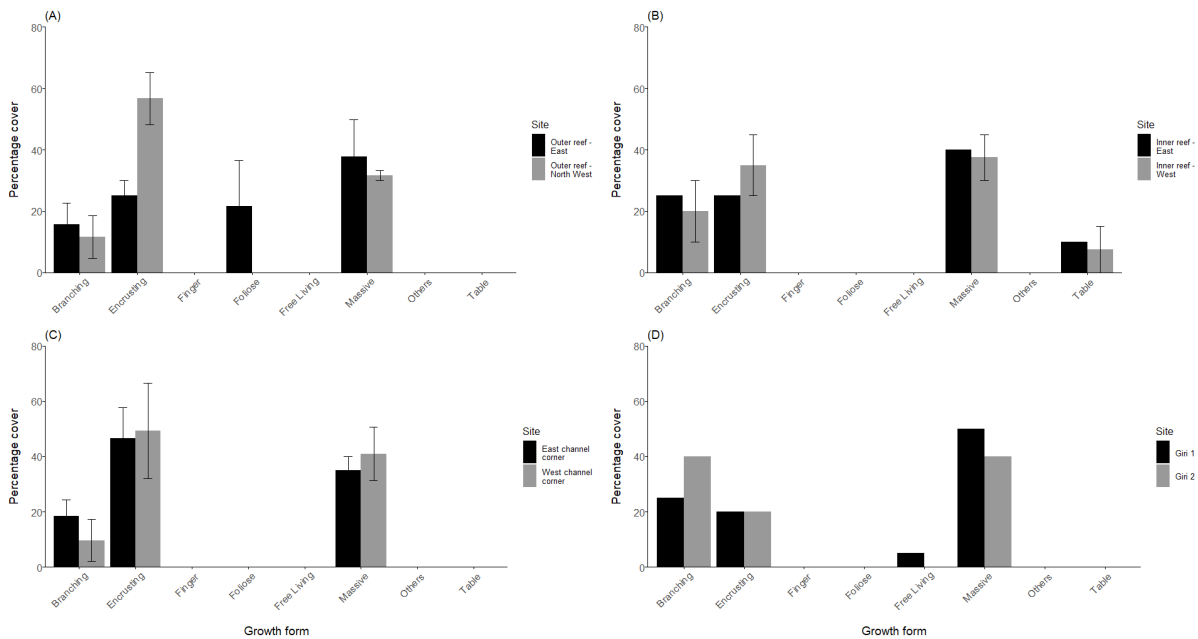 (A)
80
60
40
20
0
Percentage cover
Branching
Encrusting
Finger
Foliose
Free Living
Massive
Others
Table
Site
Outer reef -
East
Outer reef -
North West
(B)
80
60
40
20
0
Percentage cover
Branching
Encrusting
Finger
Foliose
Free Living
Massive
Others
Table
Site
Inner reef -
East
Inner reef -
West
(C)
80
60
40
20
0
Percentage cover
Branching
Encrusting
Finger
Foliose
Free Living
Massive
Others
Table
Growth form
Site
East channel
corner
West channel
corner
(D)
80
60
40
20
0
Percentage cover
Branching
Encrusting
Finger
Foliose
Free Living
Massive
Others
Table
Growth form
Site
Giri 1
Giri 2